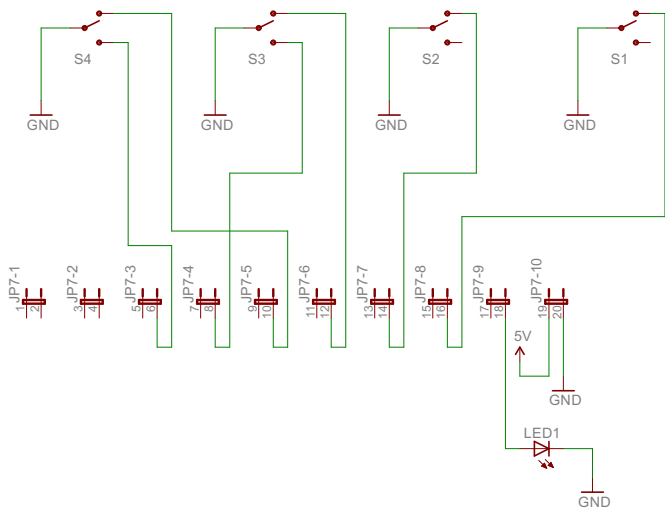 S4
S3
S2
S1
GND
GND
GND
GND
JP7-1
JP7-2
JP7-3
JP7-4
JP7-5
JP7-6
JP7-7
JP7-8
JP7-9
JP7-10
1
2
3
4
5
6
7
8
9
10
11
12
13
14
15
16
17
18
19
20
5V
GND
LED1
GND